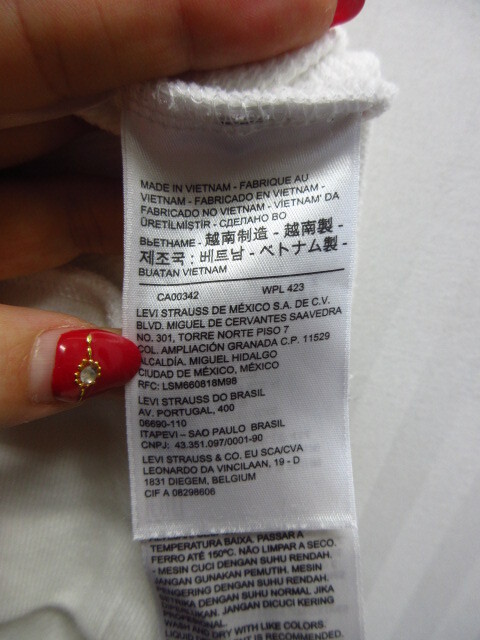 MADE IN VIETNAM - FABRIQUE AU
VIETNAM - FABRICADO EN VIETNAM -
FABRICADO NO VIETNAM - VIETNAM' DA
ÜRETİLMİŞTİR - СДЕЛАНО ВО
ВЬЕТНАМЕ - 越南制造 - 越南製 -
제조국 : 베트남 - ベトナム製 -
BUATAN VIETNAM
CA00342 WPL 423
LEVI STRAUSS DE MÉXICO S.A. DE C.V.
BLVD. MIGUEL DE CERVANTES SAAVEDRA
NO. 301, TORRE NORTE PISO 7
COL. AMPLIACIÓN GRANADA C.P. 11529
ALCALDÍA. MIGUEL HIDALGO
CIUDAD DE MÉXICO, MÉXICO
RFC: LSM660818M98
LEVI STRAUSS DO BRASIL
AV. PORTUGAL, 400
06690-110
ITAPEVI – SAO PAULO BRASIL
CNPJ: 43.351.097/0001-90
LEVI STRAUSS & CO. EU SCA/CVA
LEONARDO DA VINCILAAN, 19 - D
1831 DIEGEM, BELGIUM
CIF A 08298606
TEMPERATURA BAIXA. PASSAR A
FERRO ATÉ 150ºC. NÃO LIMPAR A SECO.
- MESIN CUCI DENGAN SUHU RENDAH.
JANGAN GUNAKAN PEMUTIH. MESIN
PENGERING DENGAN SUHU RENDAH.
SETRIKA DENGAN SUHU NORMAL JIKA
DIPERLUKAN. JANGAN DICUCI KERING
WASH AND DRY WITH LIKE COLORS.
LIQUID DETERGENT IS RECOMMENDED.